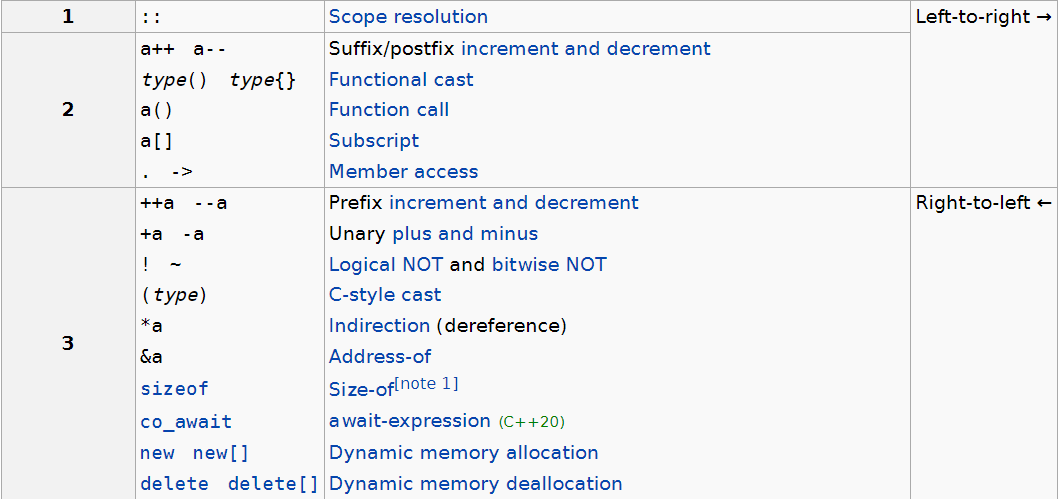 1 :: Scope resolution Left-to-right →
2 a++ a-- Suffix/postfix increment and decrement
type() type{} Functional cast
a() Function call
a[] Subscript
. -> Member access
3 ++a --a Prefix increment and decrement Right-to-left ←
+a -a Unary plus and minus
! ~ Logical NOT and bitwise NOT
(type) C-style cast
*a Indirection (dereference)
&a Address-of
sizeof Size-of[note 1]
co_await await-expression (C++20)
new new[] Dynamic memory allocation
delete delete[] Dynamic memory deallocation